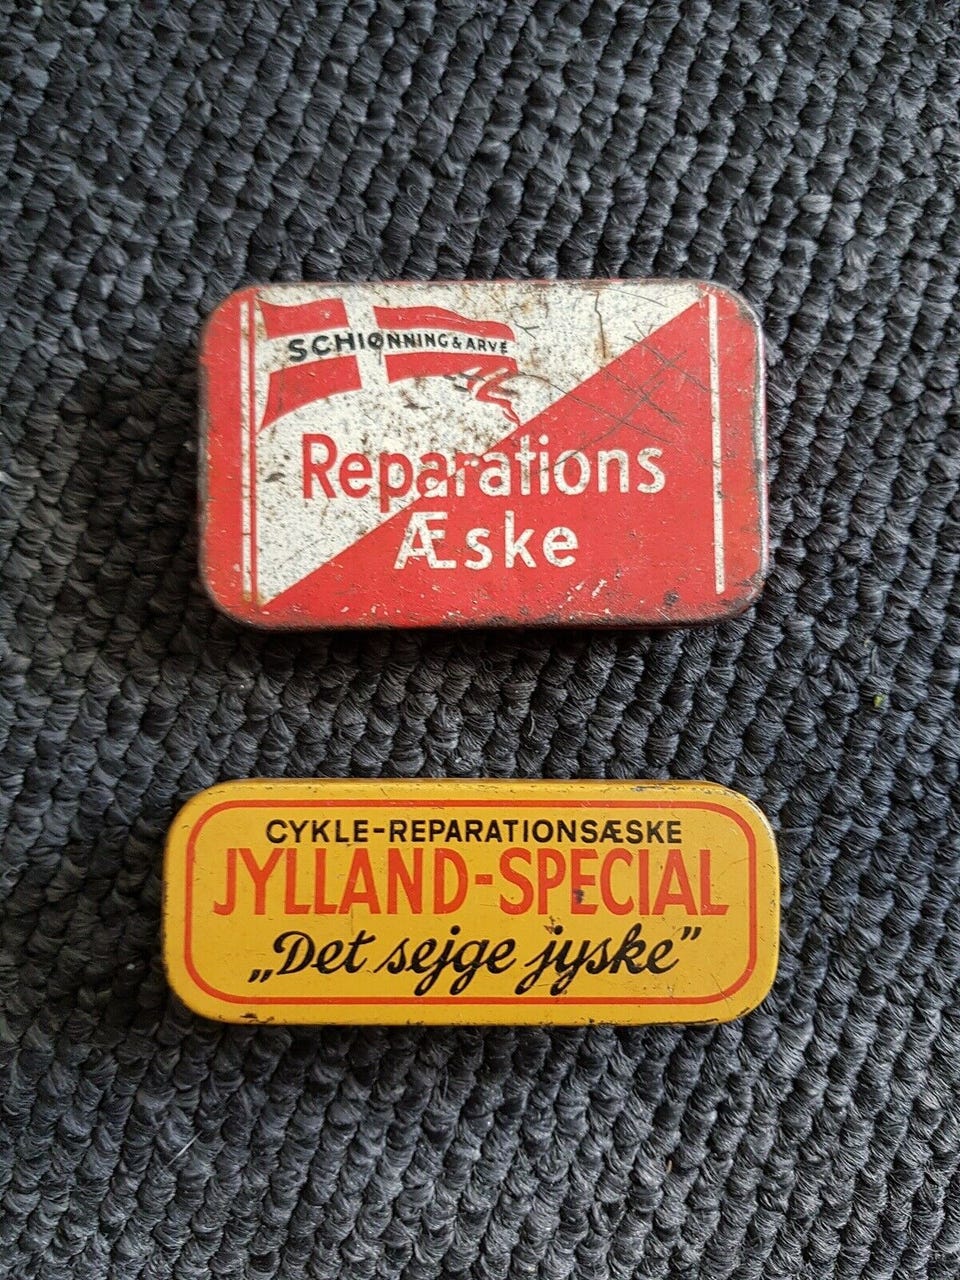 SCHIØNNING & ARVE
Reparations
Æske
CYKLE-REPARATIONSÆSKE
JYLLAND-SPECIAL
„Det sejge jyske”